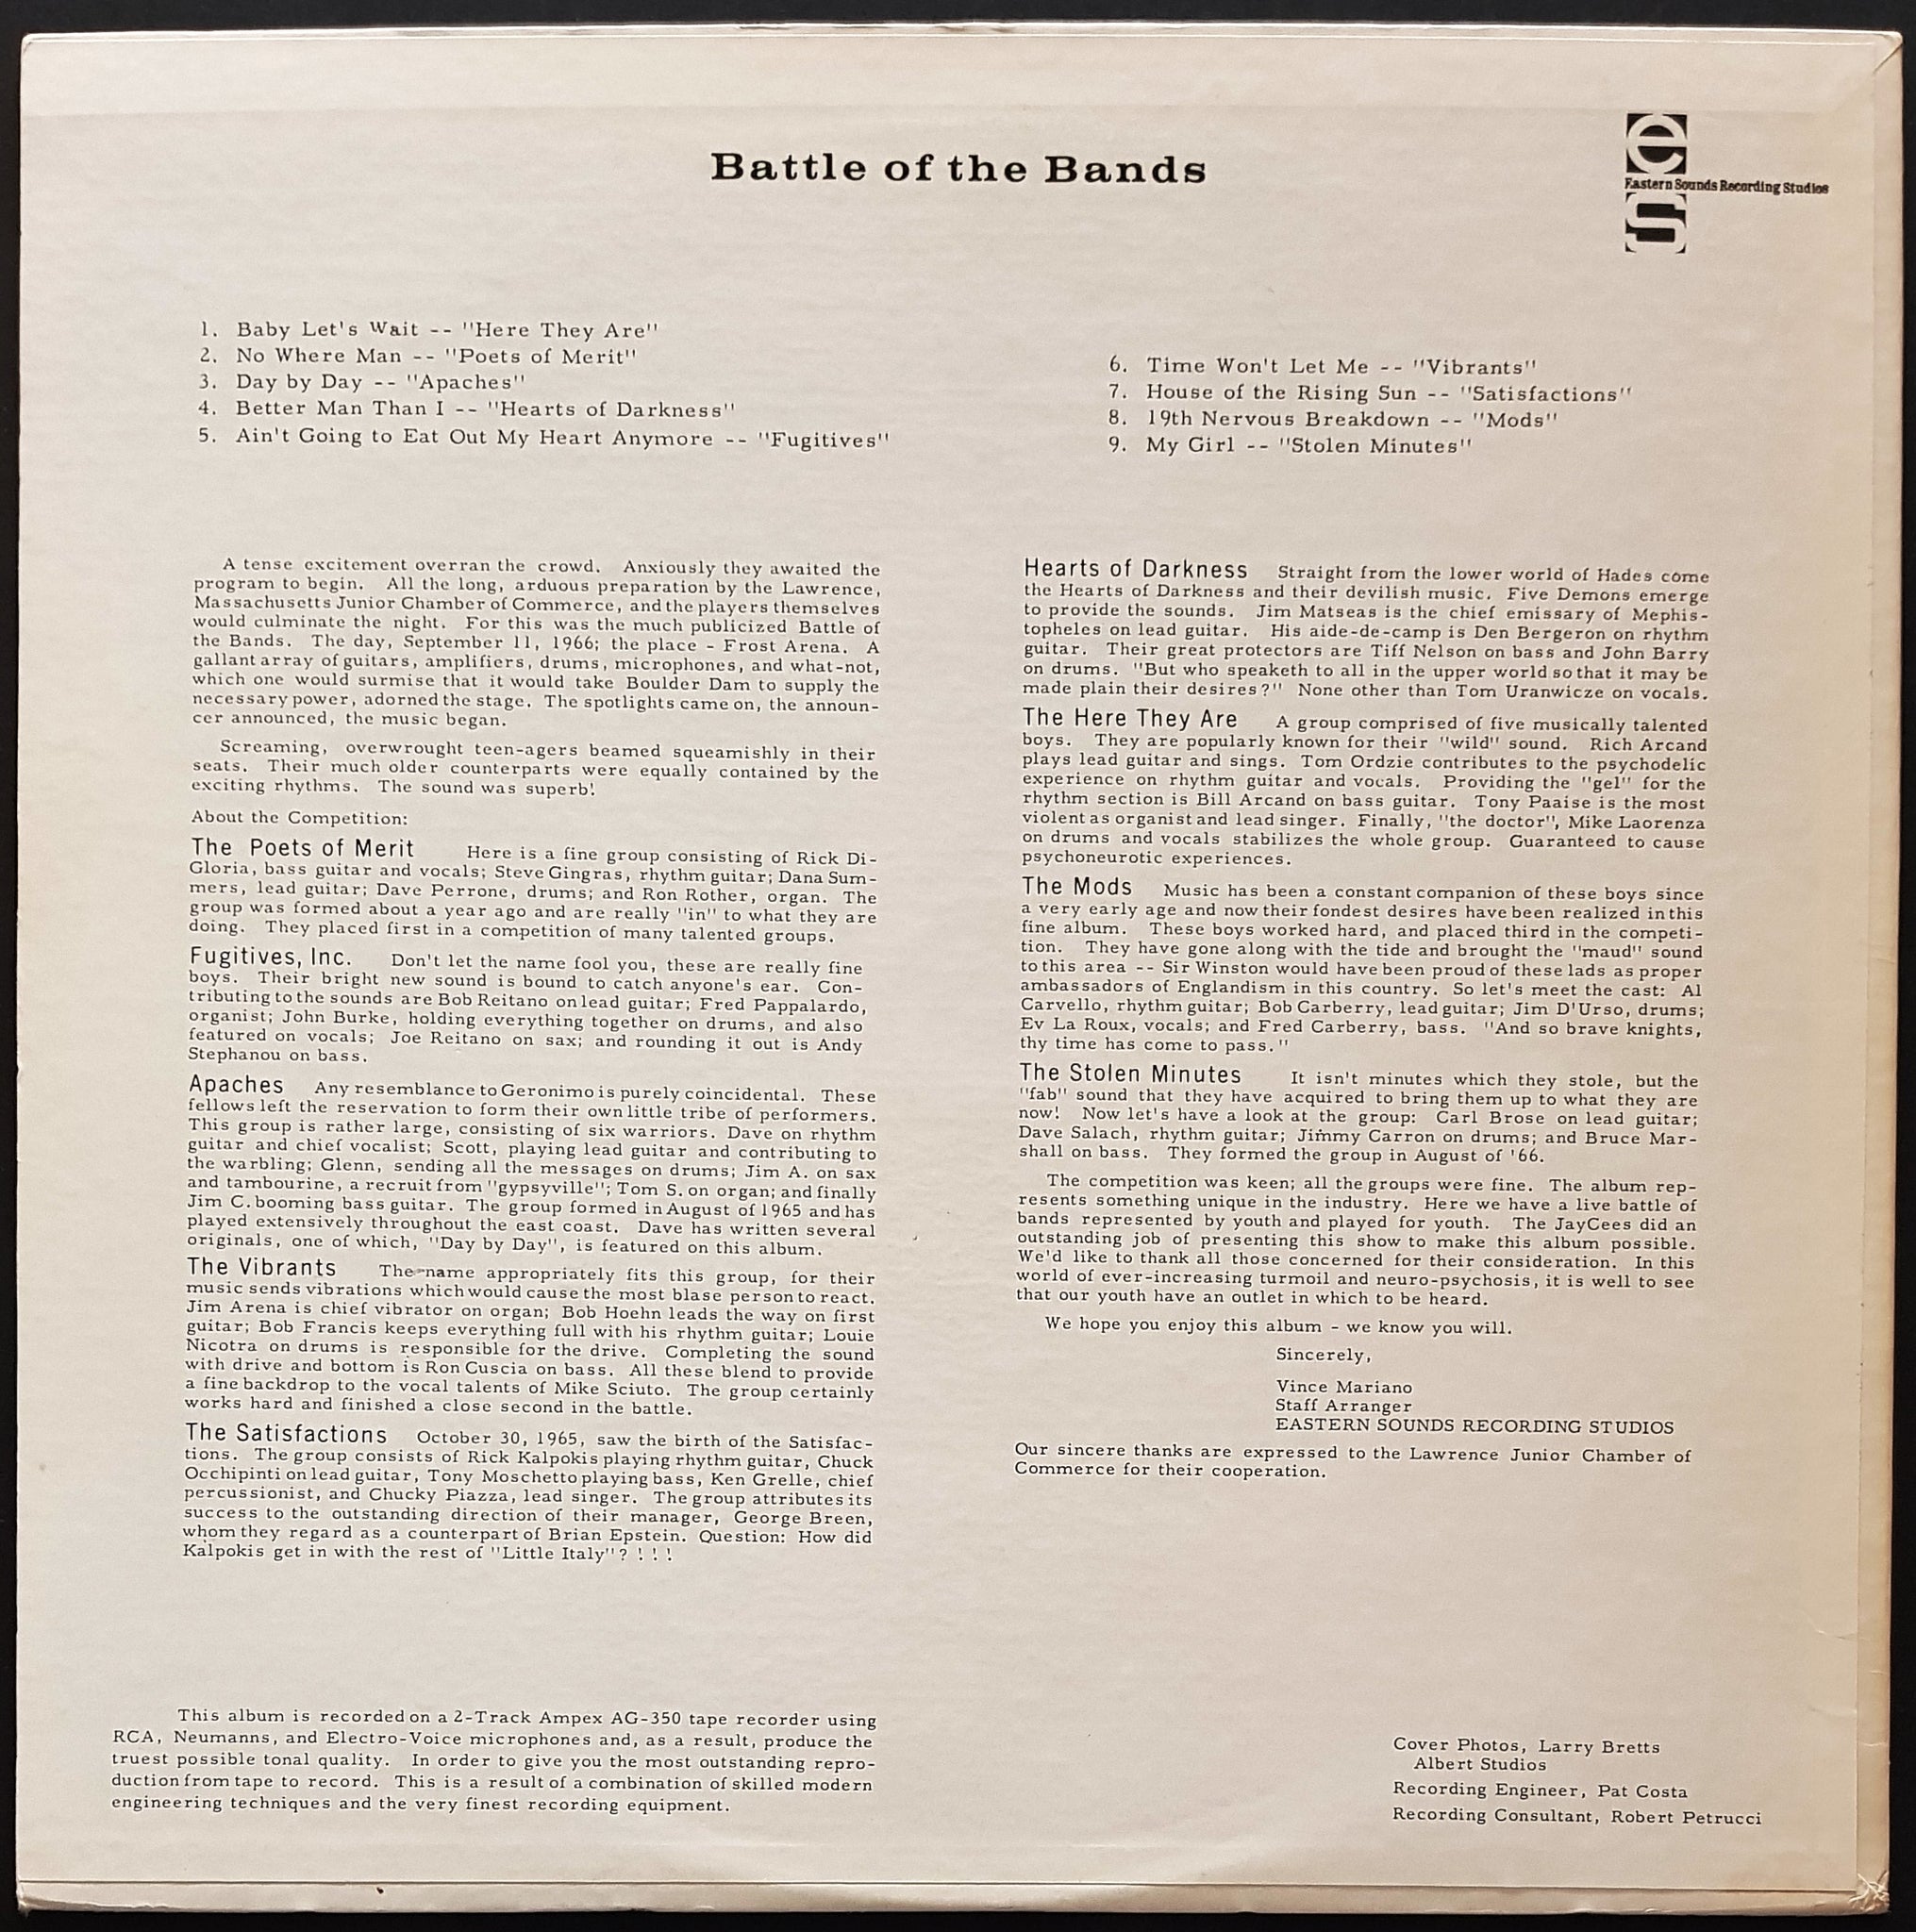 Battle of the Bands
e
Eastern Sounds Recording Studios
s
1. Baby Let's Wait -- "Here They Are"
2. No Where Man -- "Poets of Merit"
3. Day by Day -- "Apaches"
4. Better Man Than I -- "Hearts of Darkness"
5. Ain't Going to Eat Out My Heart Anymore -- "Fugitives"
6. Time Won't Let Me -- "Vibrants"
7. House of the Rising Sun -- "Satisfactions"
8. 19th Nervous Breakdown -- "Mods"
9. My Girl -- "Stolen Minutes"
A tense excitement overran the crowd. Anxiously they awaited the
program to begin. All the long, arduous preparation by the Lawrence,
Massachusetts Junior Chamber of Commerce, and the players themselves
would culminate the night. For this was the much publicized Battle of
the Bands. The day, September 11, 1966; the place - Frost Arena. A
gallant array of guitars, amplifiers, drums, microphones, and what-not,
which one would surmise that it would take Boulder Dam to supply the
necessary power, adorned the stage. The spotlights came on, the announ-
cer announced, the music began.
Screaming, overwrought teen-agers beamed squeamishly in their
seats. Their much older counterparts were equally contained by the
exciting rhythms. The sound was superb!
About the Competition:
The Poets of Merit Here is a fine group consisting of Rick Di-
Gloria, bass guitar and vocals; Steve Gingras, rhythm guitar; Dana Sum-
mers, lead guitar; Dave Perrone, drums; and Ron Rother, organ. The
group was formed about a year ago and are really "in" to what they are
doing. They placed first in a competition of many talented groups.
Fugitives, Inc. Don't let the name fool you, these are really fine
boys. Their bright new sound is bound to catch anyone's ear. Con-
tributing to the sounds are Bob Reitano on lead guitar; Fred Pappalardo,
organist; John Burke, holding everything together on drums, and also
featured on vocals; Joe Reitano on sax; and rounding it out is Andy
Stephanou on bass.
Apaches Any resemblance to Geronimo is purely coincidental. These
fellows left the reservation to form their own little tribe of performers.
This group is rather large, consisting of six warriors. Dave on rhythm
guitar and chief vocalist; Scott, playing lead guitar and contributing to
the warbling; Glenn, sending all the messages on drums; Jim A. on sax
and tambourine, a recruit from "gypsyville"; Tom S. on organ; and finally
Jim C. booming bass guitar. The group formed in August of 1965 and has
played extensively throughout the east coast. Dave has written several
originals, one of which, "Day by Day", is featured on this album.
The Vibrants The name appropriately fits this group, for their
music sends vibrations which would cause the most blase person to react.
Jim Arena is chief vibrator on organ; Bob Hoehn leads the way on first
guitar; Bob Francis keeps everything full with his rhythm guitar; Louie
Nicotra on drums is responsible for the drive. Completing the sound
with drive and bottom is Ron Cuscia on bass. All these blend to provide
a fine backdrop to the vocal talents of Mike Sciuto. The group certainly
works hard and finished a close second in the battle.
The Satisfactions October 30, 1965, saw the birth of the Satisfac-
tions. The group consists of Rick Kalpokis playing rhythm guitar, Chuck
Occhipinti on lead guitar, Tony Moschetto playing bass, Ken Grelle, chief
percussionist, and Chucky Piazza, lead singer. The group attributes its
success to the outstanding direction of their manager, George Breen,
whom they regard as a counterpart of Brian Epstein. Question: How did
Kalpokis get in with the rest of "Little Italy"? ! ! !
Hearts of Darkness Straight from the lower world of Hades come
the Hearts of Darkness and their devilish music. Five Demons emerge
to provide the sounds. Jim Matseas is the chief emissary of Mephis-
topheles on lead guitar. His aide-de-camp is Den Bergeron on rhythm
guitar. Their great protectors are Tiff Nelson on bass and John Barry
on drums. "But who speaketh to all in the upper world so that it may be
made plain their desires?" None other than Tom Uranwicze on vocals.
The Here They Are A group comprised of five musically talented
boys. They are popularly known for their "wild" sound. Rich Arcand
plays lead guitar and sings. Tom Ordzie contributes to the psychodelic
experience on rhythm guitar and vocals. Providing the "gel" for the
rhythm section is Bill Arcand on bass guitar. Tony Paaise is the most
violent as organist and lead singer. Finally, "the doctor", Mike Laorenza
on drums and vocals stabilizes the whole group. Guaranteed to cause
psychoneurotic experiences.
The Mods Music has been a constant companion of these boys since
a very early age and now their fondest desires have been realized in this
fine album. These boys worked hard, and placed third in the competi-
tion. They have gone along with the tide and brought the "maud" sound
to this area -- Sir Winston would have been proud of these lads as proper
ambassadors of Englandism in this country. So let's meet the cast: Al
Carvello, rhythm guitar; Bob Carberry, lead guitar; Jim D'Urso, drums;
Ev La Roux, vocals; and Fred Carberry, bass. "And so brave knights,
thy time has come to pass."
The Stolen Minutes It isn't minutes which they stole, but the
"fab" sound that they have acquired to bring them up to what they are
now! Now let's have a look at the group: Carl Brose on lead guitar;
Dave Salach, rhythm guitar; Jimmy Carron on drums; and Bruce Mar-
shall on bass. They formed the group in August of '66.
The competition was keen; all the groups were fine. The album rep-
resents something unique in the industry. Here we have a live battle of
bands represented by youth and played for youth. The JayCees did an
outstanding job of presenting this show to make this album possible.
We'd like to thank all those concerned for their consideration. In this
world of ever-increasing turmoil and neuro-psychosis, it is well to see
that our youth have an outlet in which to be heard.
We hope you enjoy this album - we know you will.
Sincerely,
Vince Mariano
Staff Arranger
EASTERN SOUNDS RECORDING STUDIOS
Our sincere thanks are expressed to the Lawrence Junior Chamber of
Commerce for their cooperation.
This album is recorded on a 2-Track Ampex AG-350 tape recorder using
RCA, Neumanns, and Electro-Voice microphones and, as a result, produce the
truest possible tonal quality. In order to give you the most outstanding repro-
duction from tape to record. This is a result of a combination of skilled modern
engineering techniques and the very finest recording equipment.
Cover Photos, Larry Bretts
Albert Studios
Recording Engineer, Pat Costa
Recording Consultant, Robert Petrucci